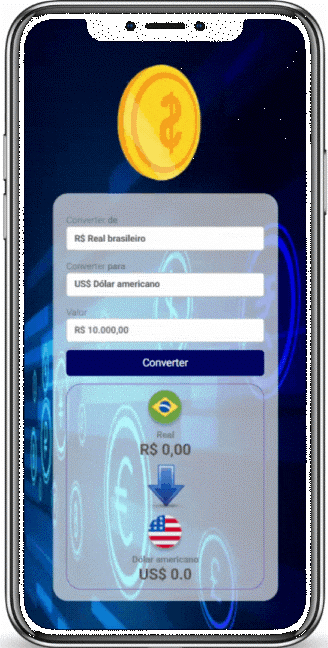 Converter de
R$ Real brasileiro
Converter para
US$ Dólar americano
Valor
R$ 10.000,00
Converter
Real
R$ 0,00
Dólar americano
US$ 0.0